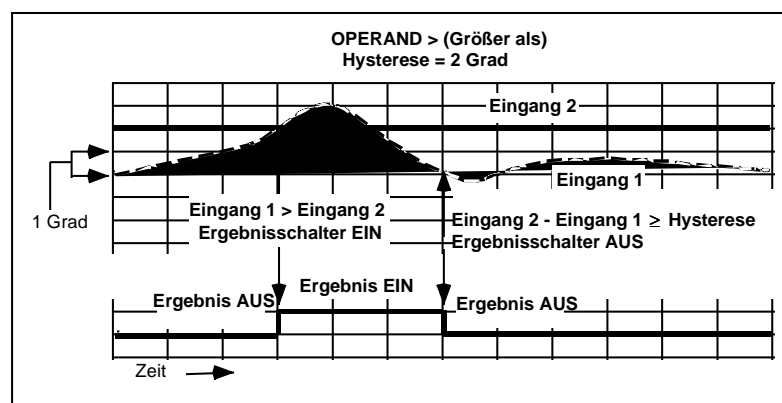 OPERAND > (Größer als)
Hysterese = 2 Grad
Eingang 2
Eingang 1
1 Grad
Eingang 1 > Eingang 2
Ergebnisschalter EIN
Eingang 2 - Eingang 1 ≥ Hysterese
Ergebnisschalter AUS
Ergebnis AUS
Ergebnis EIN
Ergebnis AUS
Zeit